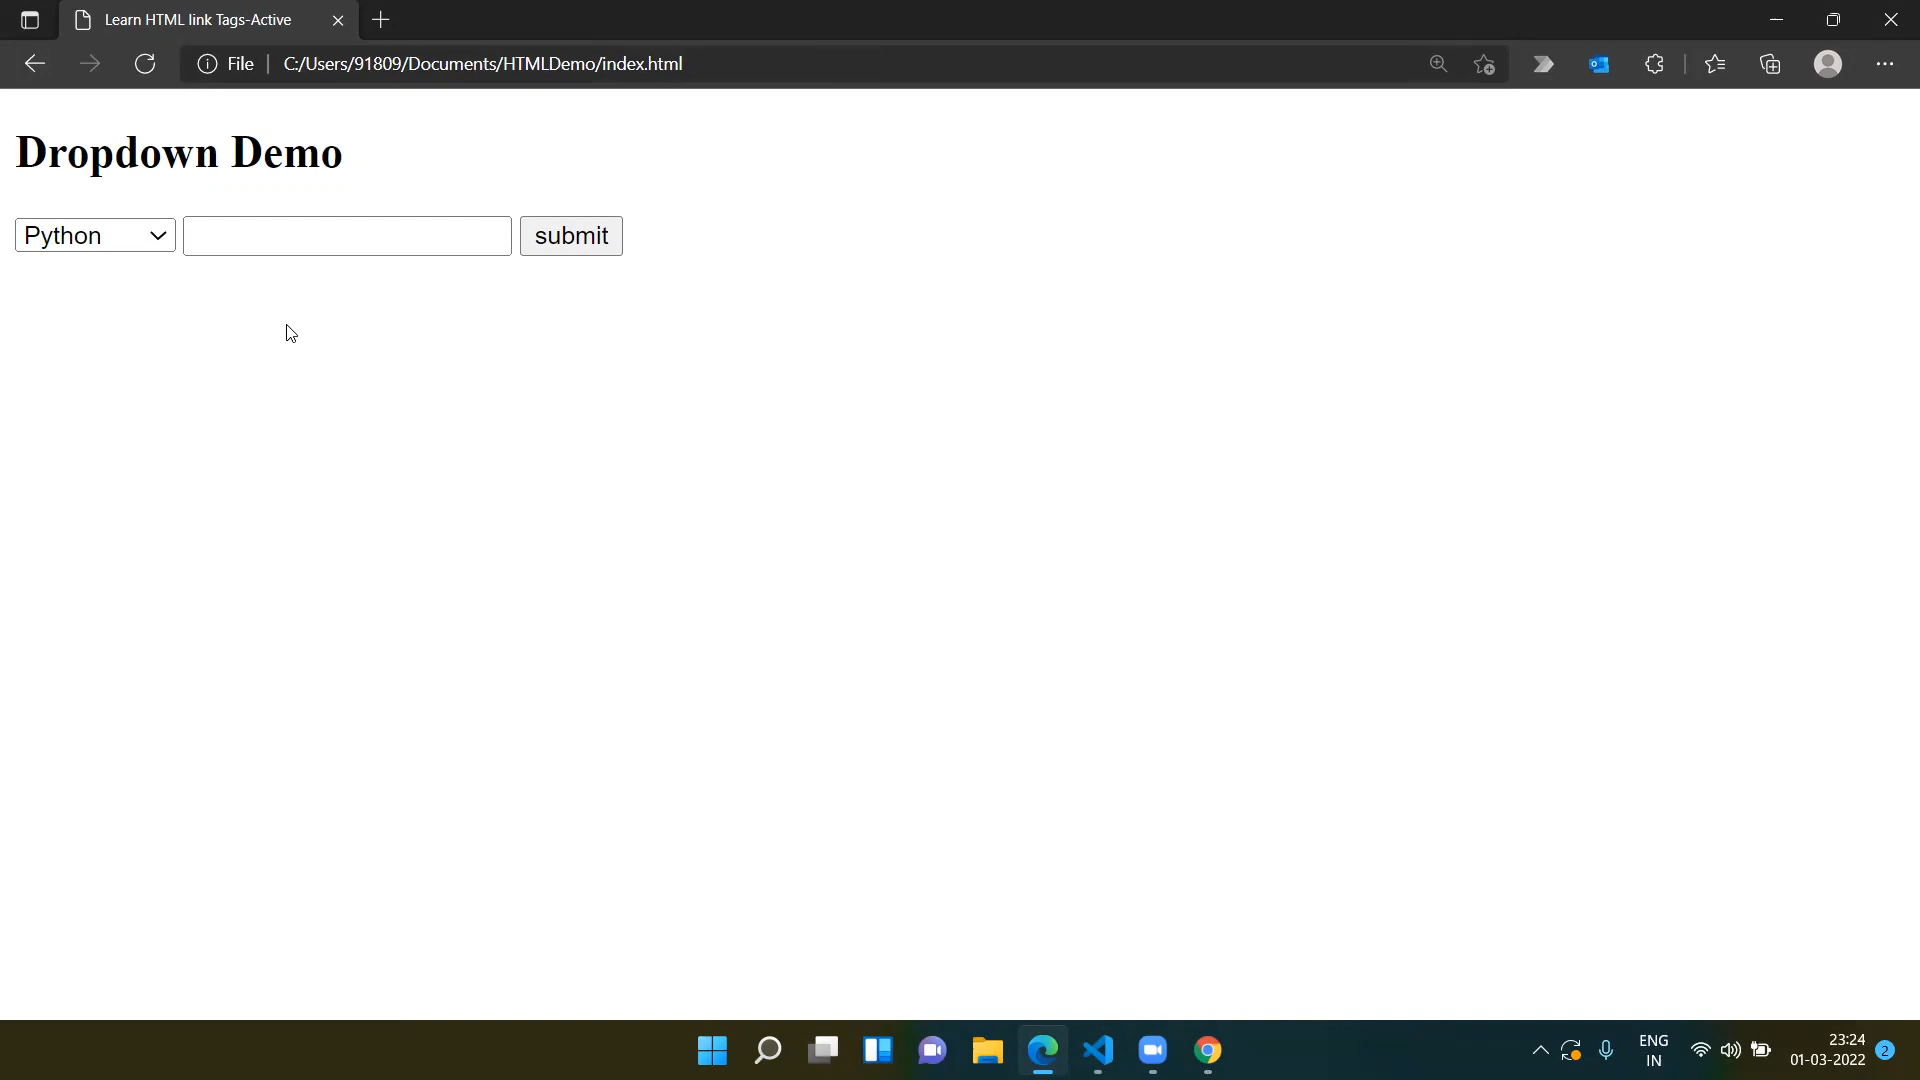 Learn HTML link Tags-Active
File
C:/Users/91809/Documents/HTMLDemo/index.html
Dropdown Demo
Python
submit
ENG
IN
23:24
01-03-2022
2